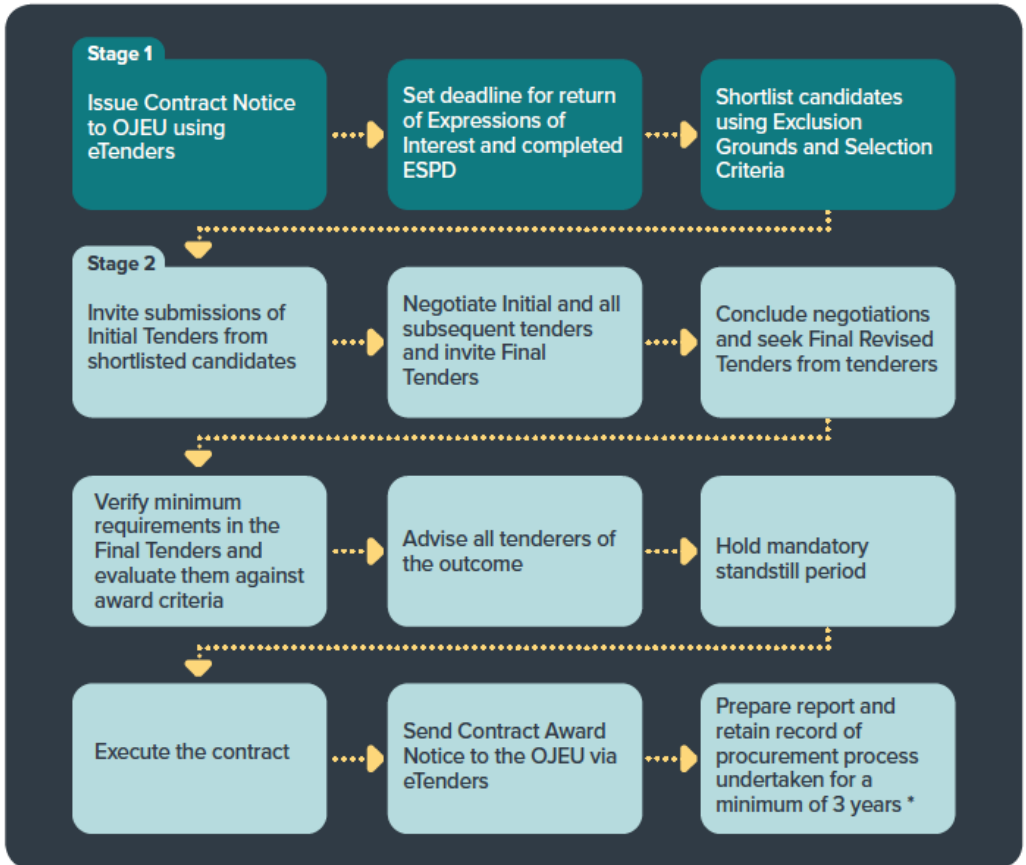 Stage 1
Issue Contract Notice
to OJEU using
eTenders
Set deadline for return
of Expressions of
Interest and completed
ESPD
Shortlist candidates
using Exclusion
Grounds and Selection
Criteria
Stage 2
Invite submissions of
Initial Tenders from
shortlisted candidates
Negotiate Initial and all
subsequent tenders
and invite Final
Tenders
Conclude negotiations
and seek Final Revised
Tenders from tenderers
Verify minimum
requirements in the
Final Tenders and
evaluate them against
award criteria
Advise all tenderers of
the outcome
Hold mandatory
standstill period
Execute the contract
Send Contract Award
Notice to the OJEU via
eTenders
Prepare report and
retain record of
procurement process
undertaken for a
minimum of 3 years *